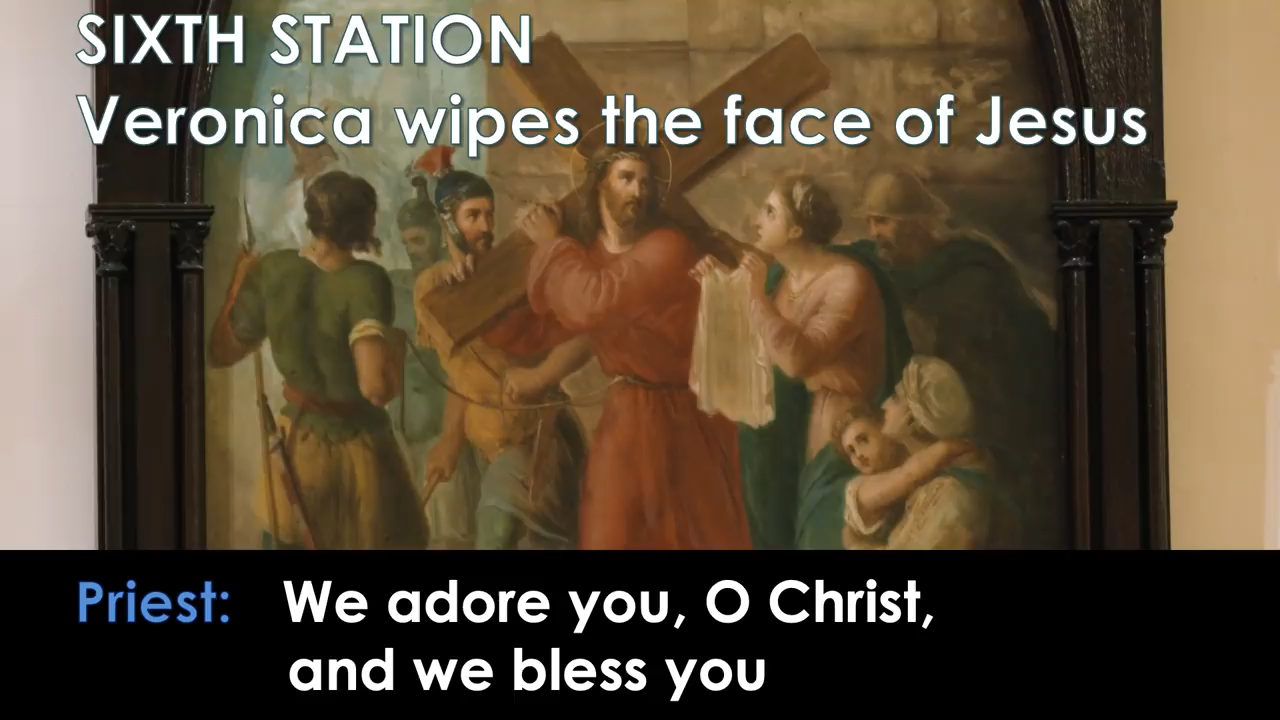 SIXTH STATION
Veronica wipes the face of Jesus
Priest: We adore you, O Christ,
and we bless you